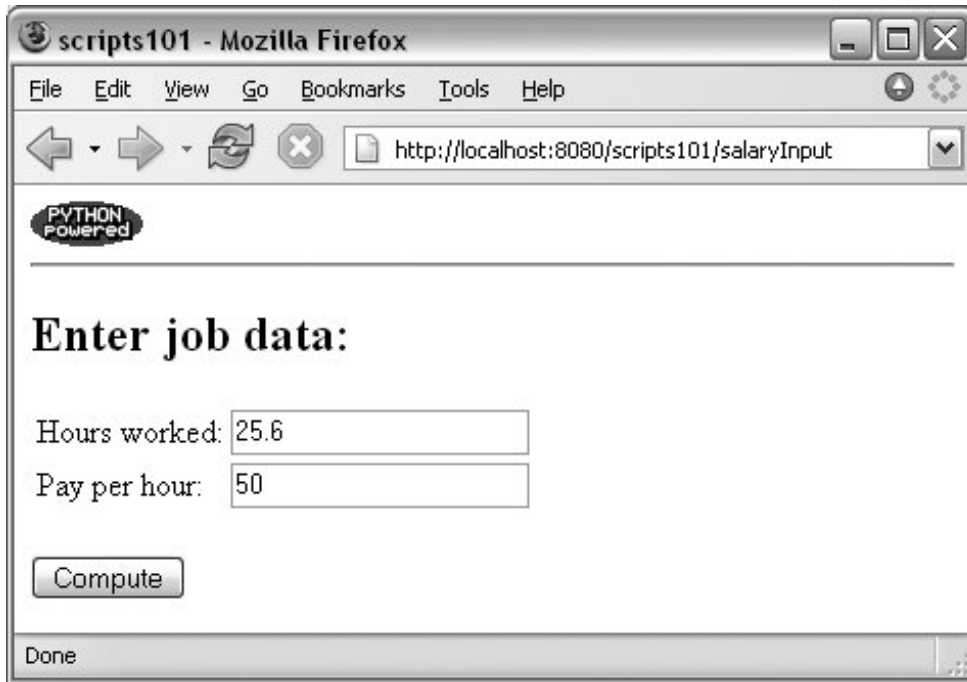 scripts101 - Mozilla Firefox
File Edit View Go Bookmarks Tools Help
http://localhost:8080/scripts101/salaryInput
PYTHON
Powered
Enter job data:
Hours worked: 25.6
Pay per hour: 50
Compute
Done